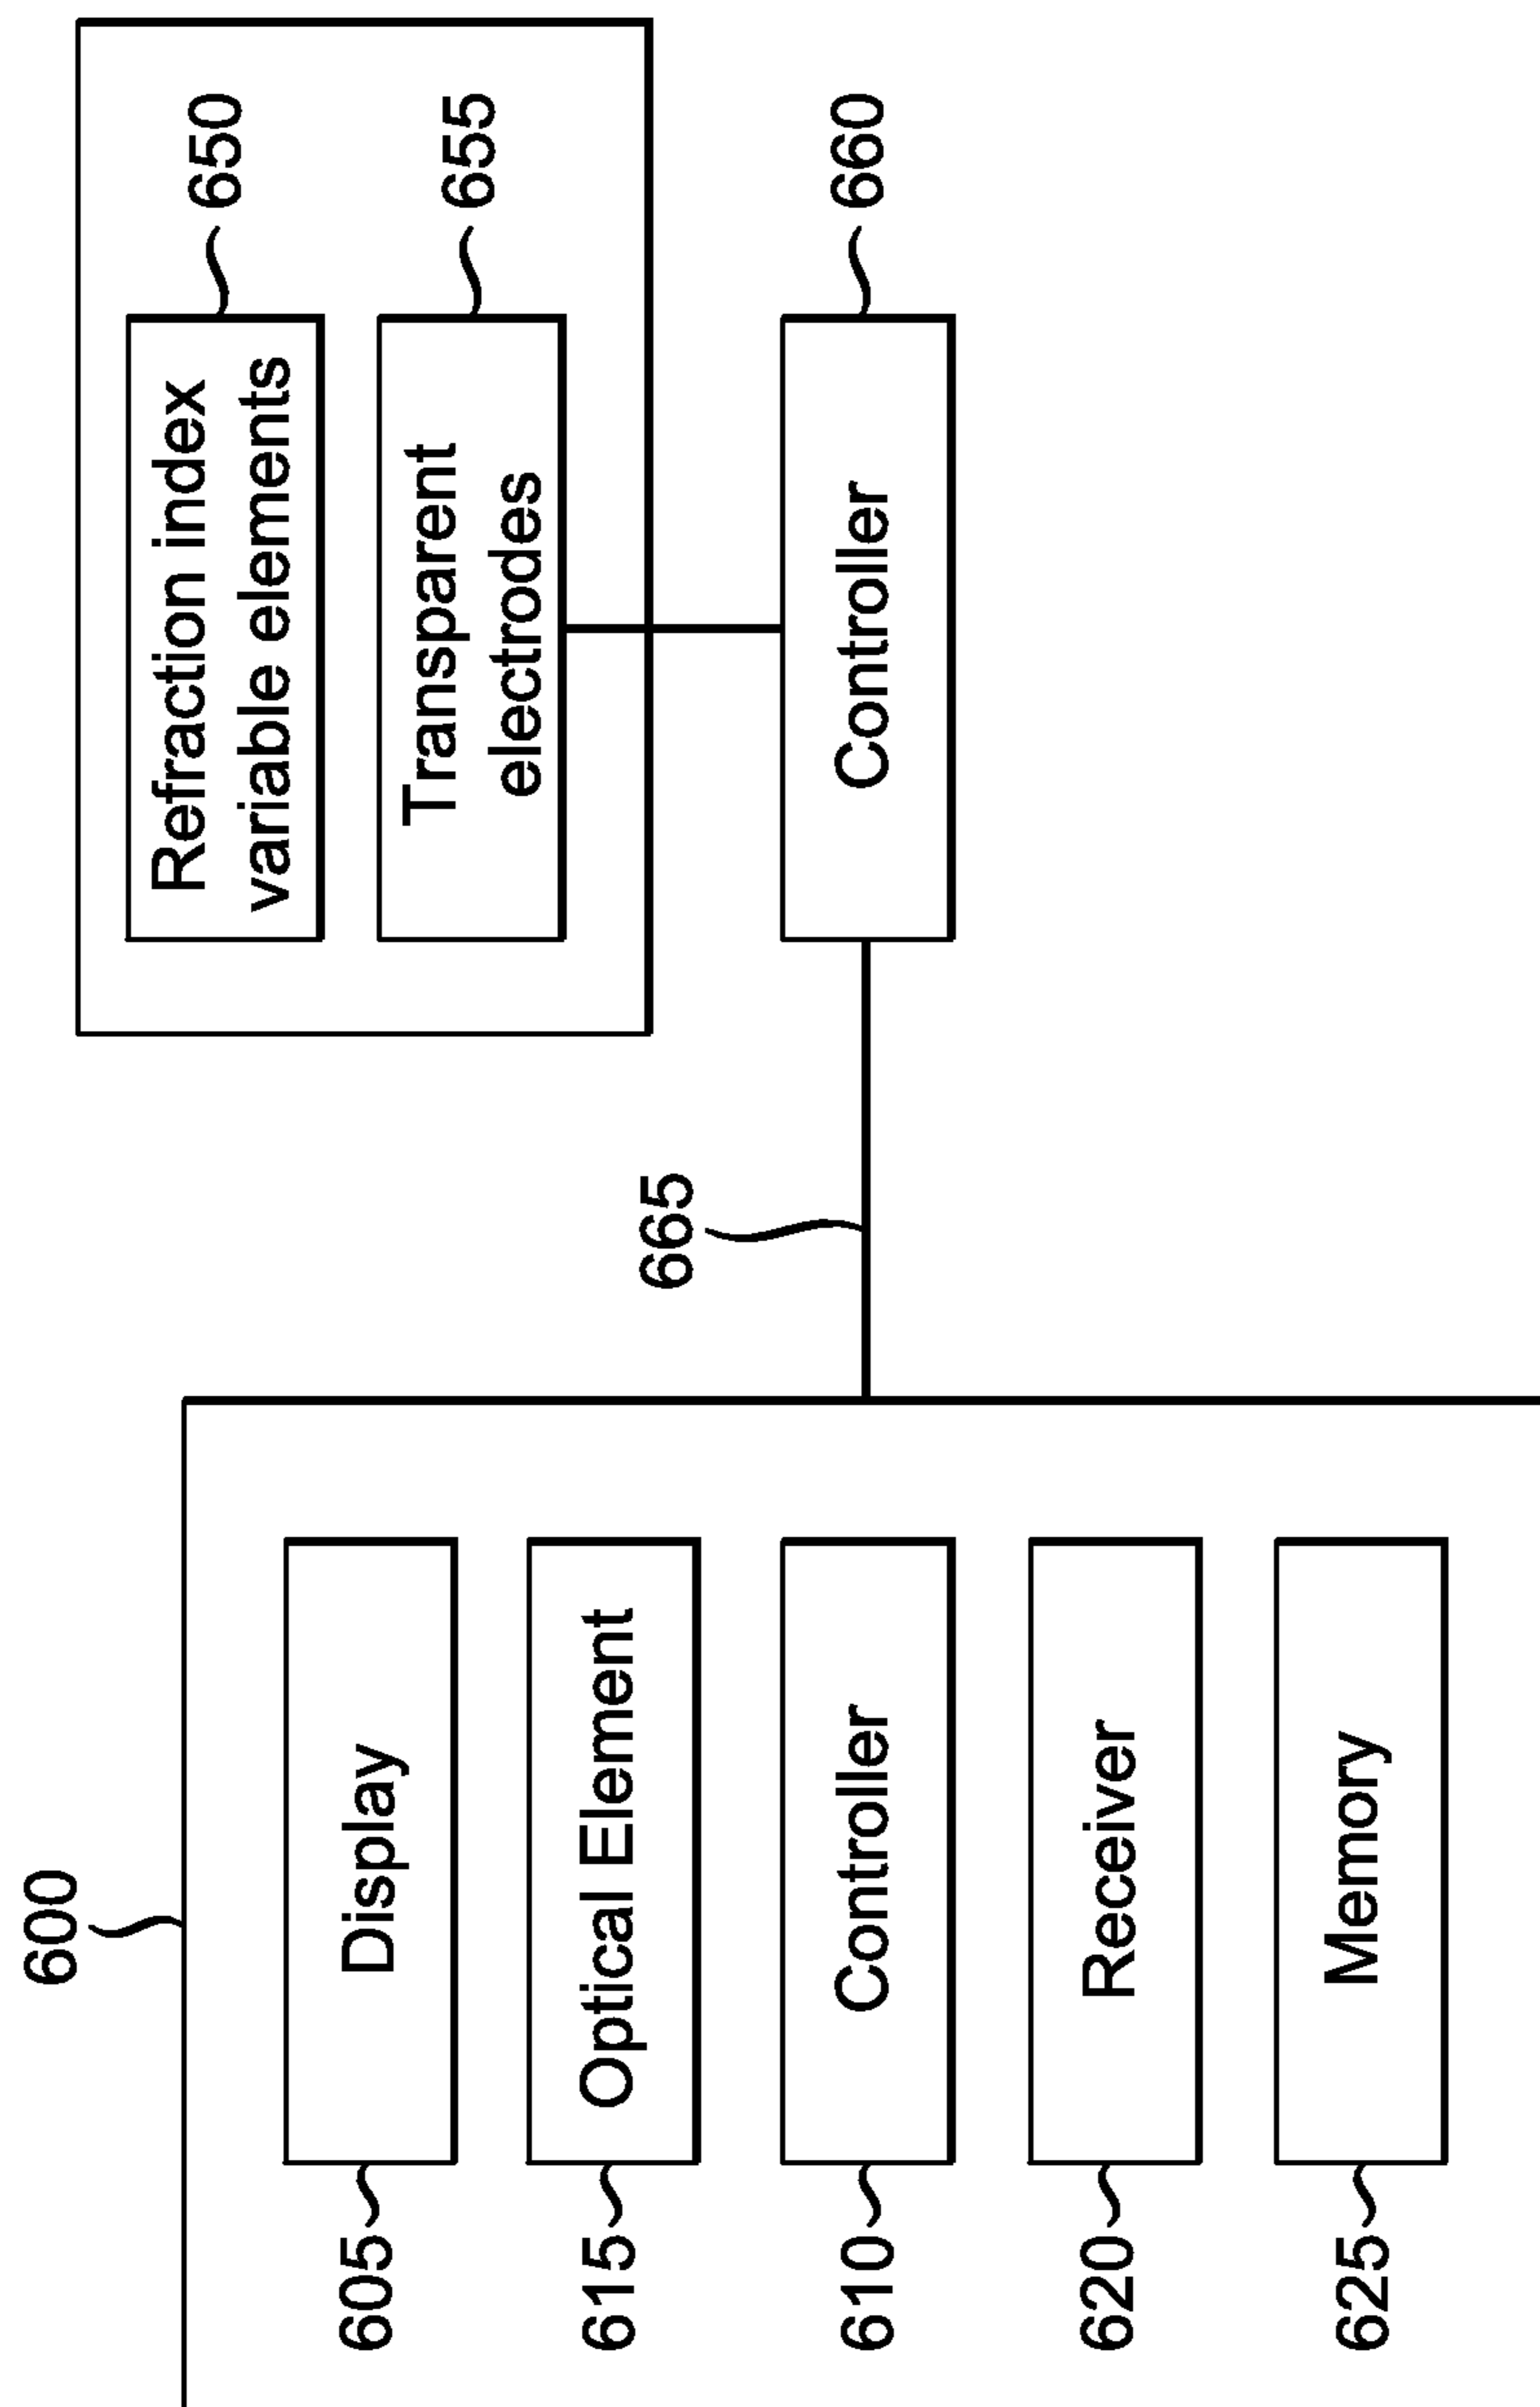 600
605
Display
615
Optical Element
610
Controller
620
Receiver
625
Memory
665
Refraction index
variable elements
650
Transparent
electrodes
655
Controller
660